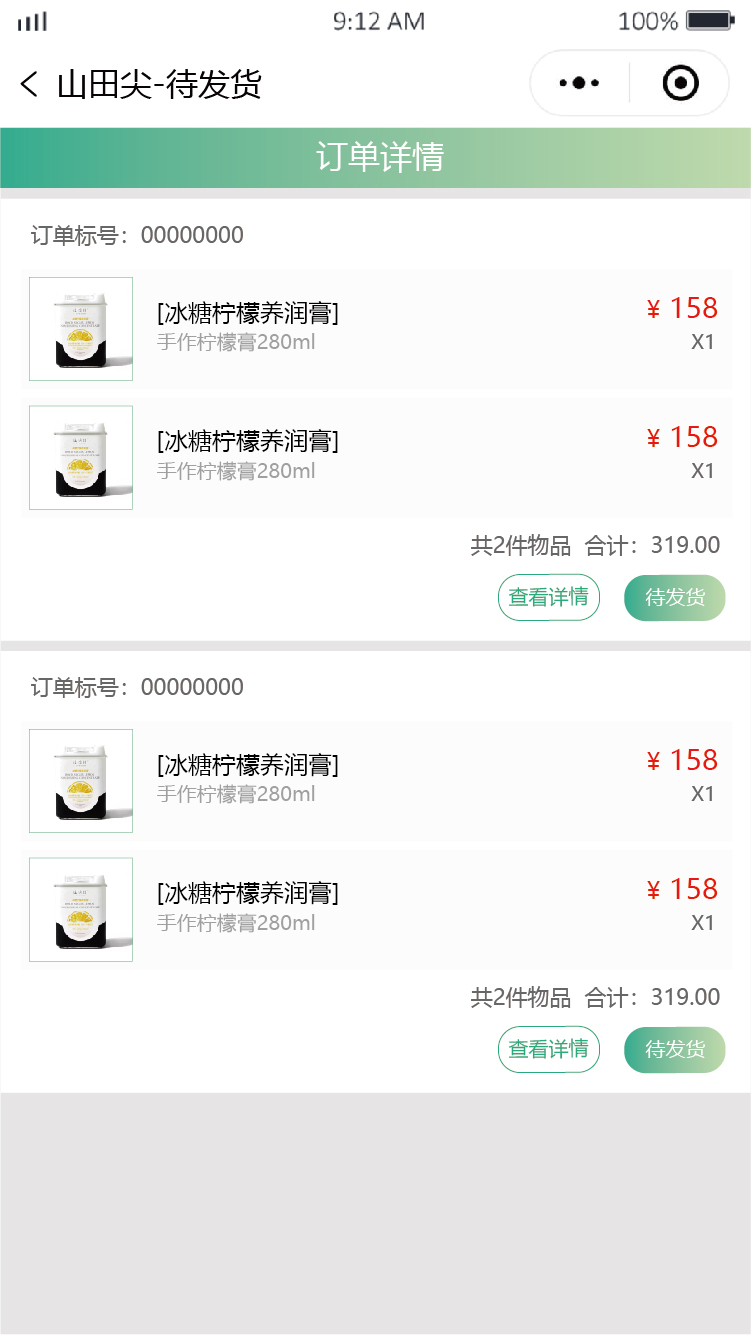 9:12 AM 100%
山田尖-待发货
订单详情
订单标号：00000000
[冰糖柠檬养润膏] ¥ 158
手作柠檬膏280ml X1
[冰糖柠檬养润膏] ¥ 158
手作柠檬膏280ml X1
共2件物品 合计：319.00
查看详情 待发货
订单标号：00000000
[冰糖柠檬养润膏] ¥ 158
手作柠檬膏280ml X1
[冰糖柠檬养润膏] ¥ 158
手作柠檬膏280ml X1
共2件物品 合计：319.00
查看详情 待发货